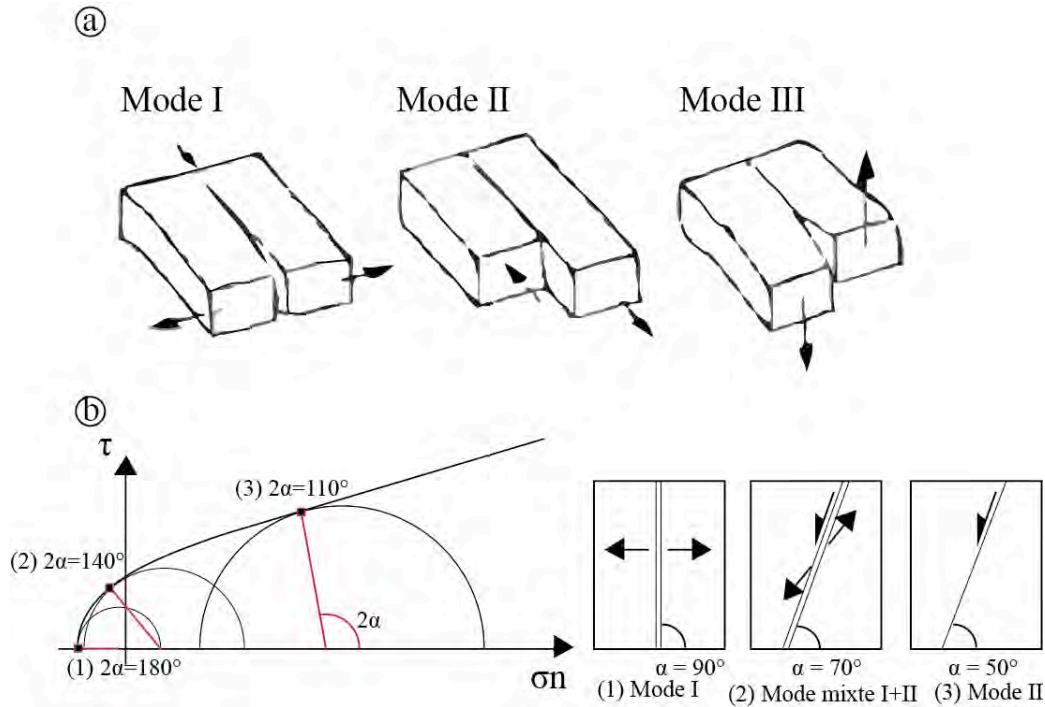 a
Mode I
Mode II
Mode III
b
τ
(3) 2α=110°
(2) 2α=140°
2α
(1) 2α=180°
σn
α = 90°
(1) Mode I
α = 70°
(2) Mode mixte I+II
α = 50°
(3) Mode II